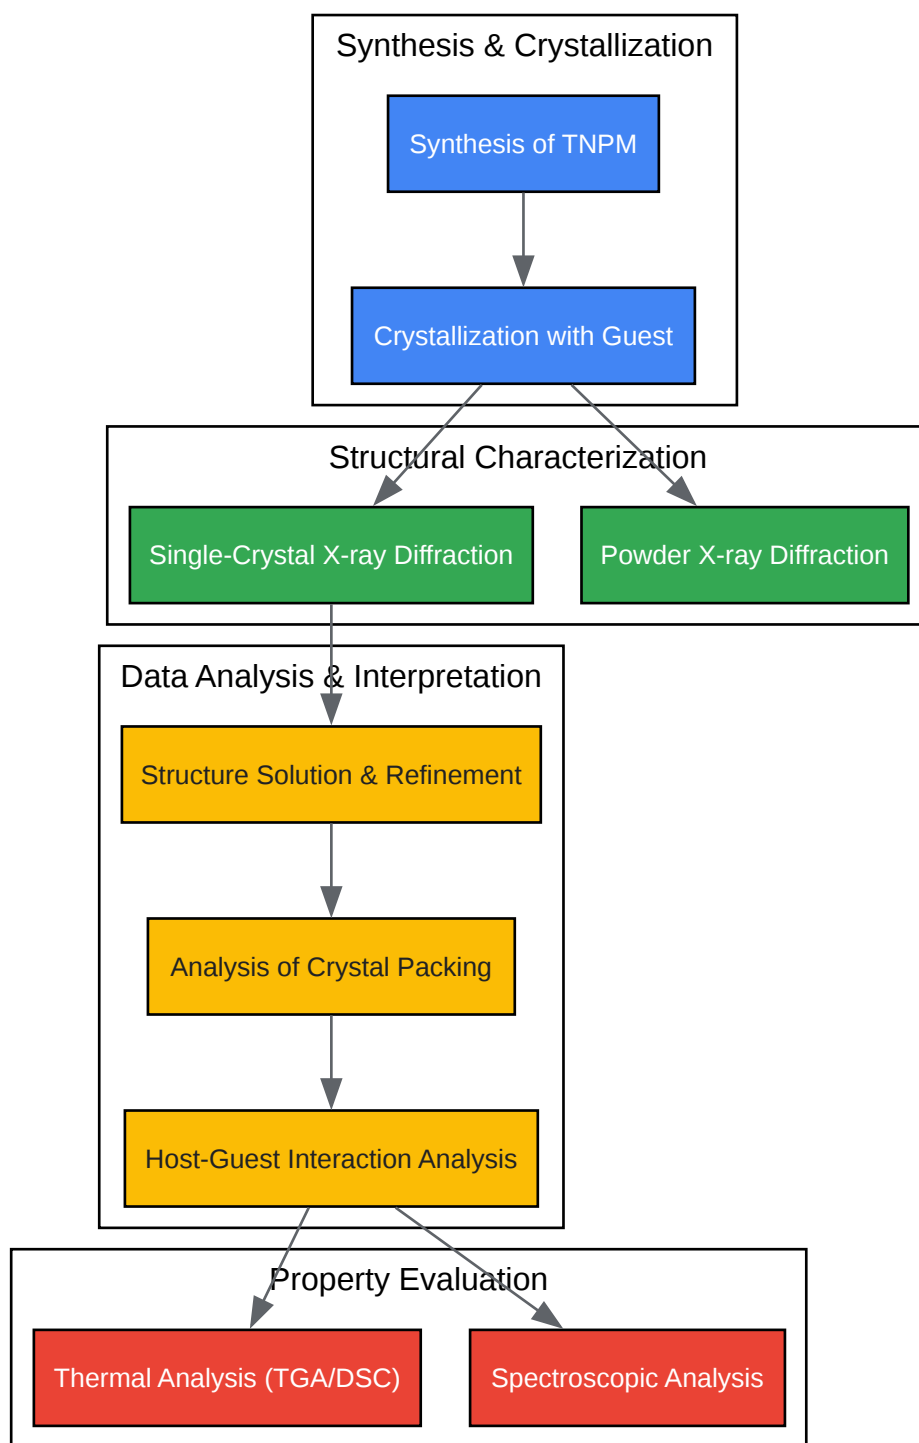 Synthesis & Crystallization
Synthesis of TNPM
Crystallization with Guest
Structural Characterization
Single-Crystal X-ray Diffraction
Powder X-ray Diffraction
Data Analysis & Interpretation
Structure Solution & Refinement
Analysis of Crystal Packing
Host-Guest Interaction Analysis
Property Evaluation
Thermal Analysis (TGA/DSC)
Spectroscopic Analysis